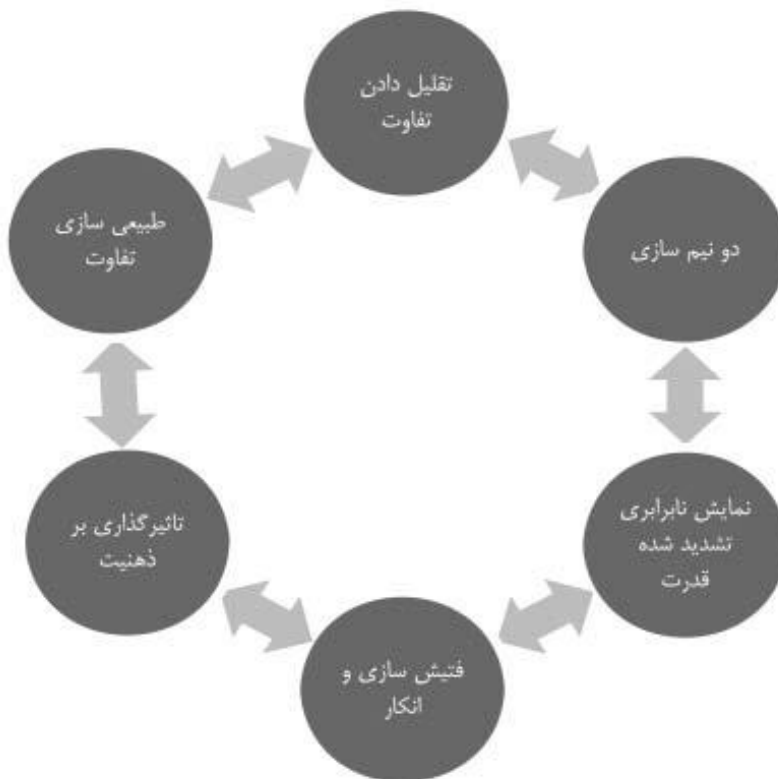 تقلیل دادن
تفاوت
دو نیم سازی
نمایش نابرابری
تشدید شده
قدرت
فتیش سازی و
انکار
تاثیرگذاری بر
ذهنیت
طبیعی سازی
تفاوت